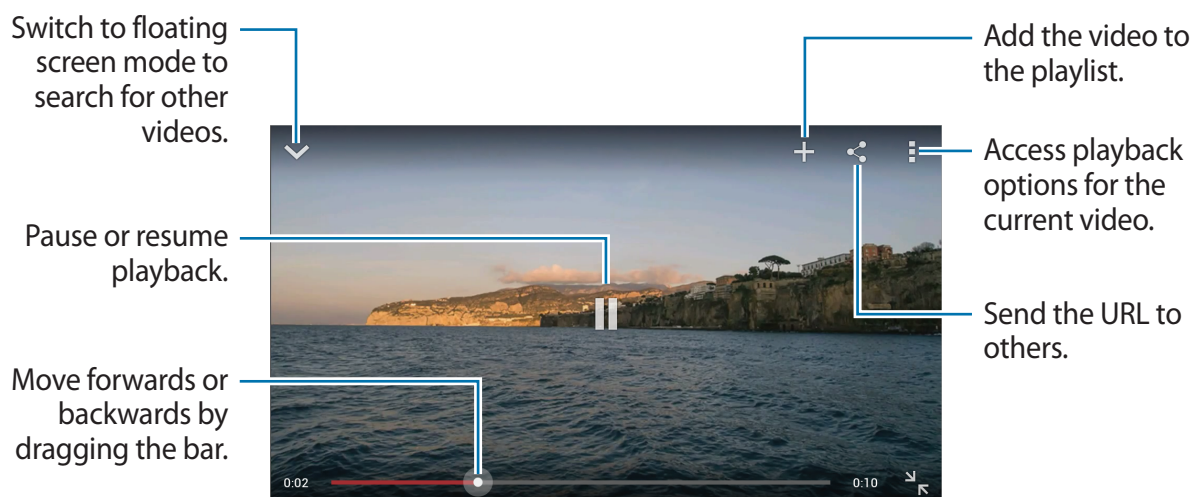 Switch to floating
screen mode to
search for other
videos.
Pause or resume
playback.
Move forwards or
backwards by
dragging the bar.
Add the video to
the playlist.
Access playback
options for the
current video.
Send the URL to
others.
0:02
0:10